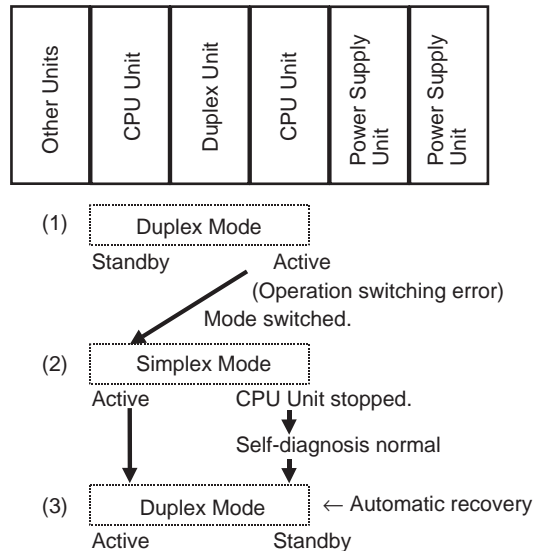 Other Units
CPU Unit
Duplex Unit
CPU Unit
Power Supply
Unit
Power Supply
Unit
(1) Duplex Mode
Standby Active
(Operation switching error)
Mode switched.
(2) Simplex Mode
Active CPU Unit stopped.
Self-diagnosis normal
(3) Duplex Mode ← Automatic recovery
Active Standby